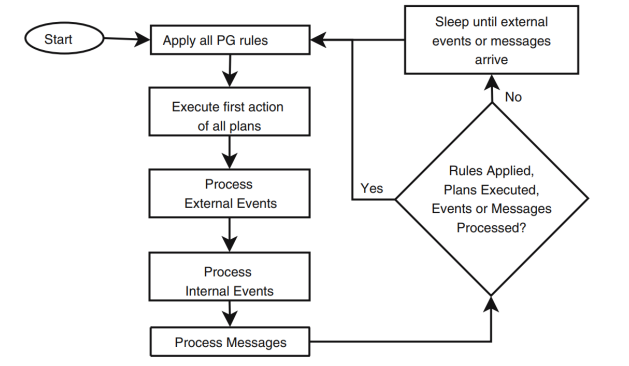 Start
Apply all PG rules
Execute first action
of all plans
Process
External Events
Process
Internal Events
Process Messages
Sleep until external
events or messages
arrive
No
Rules Applied,
Plans Executed,
Events or Messages
Processed?
Yes